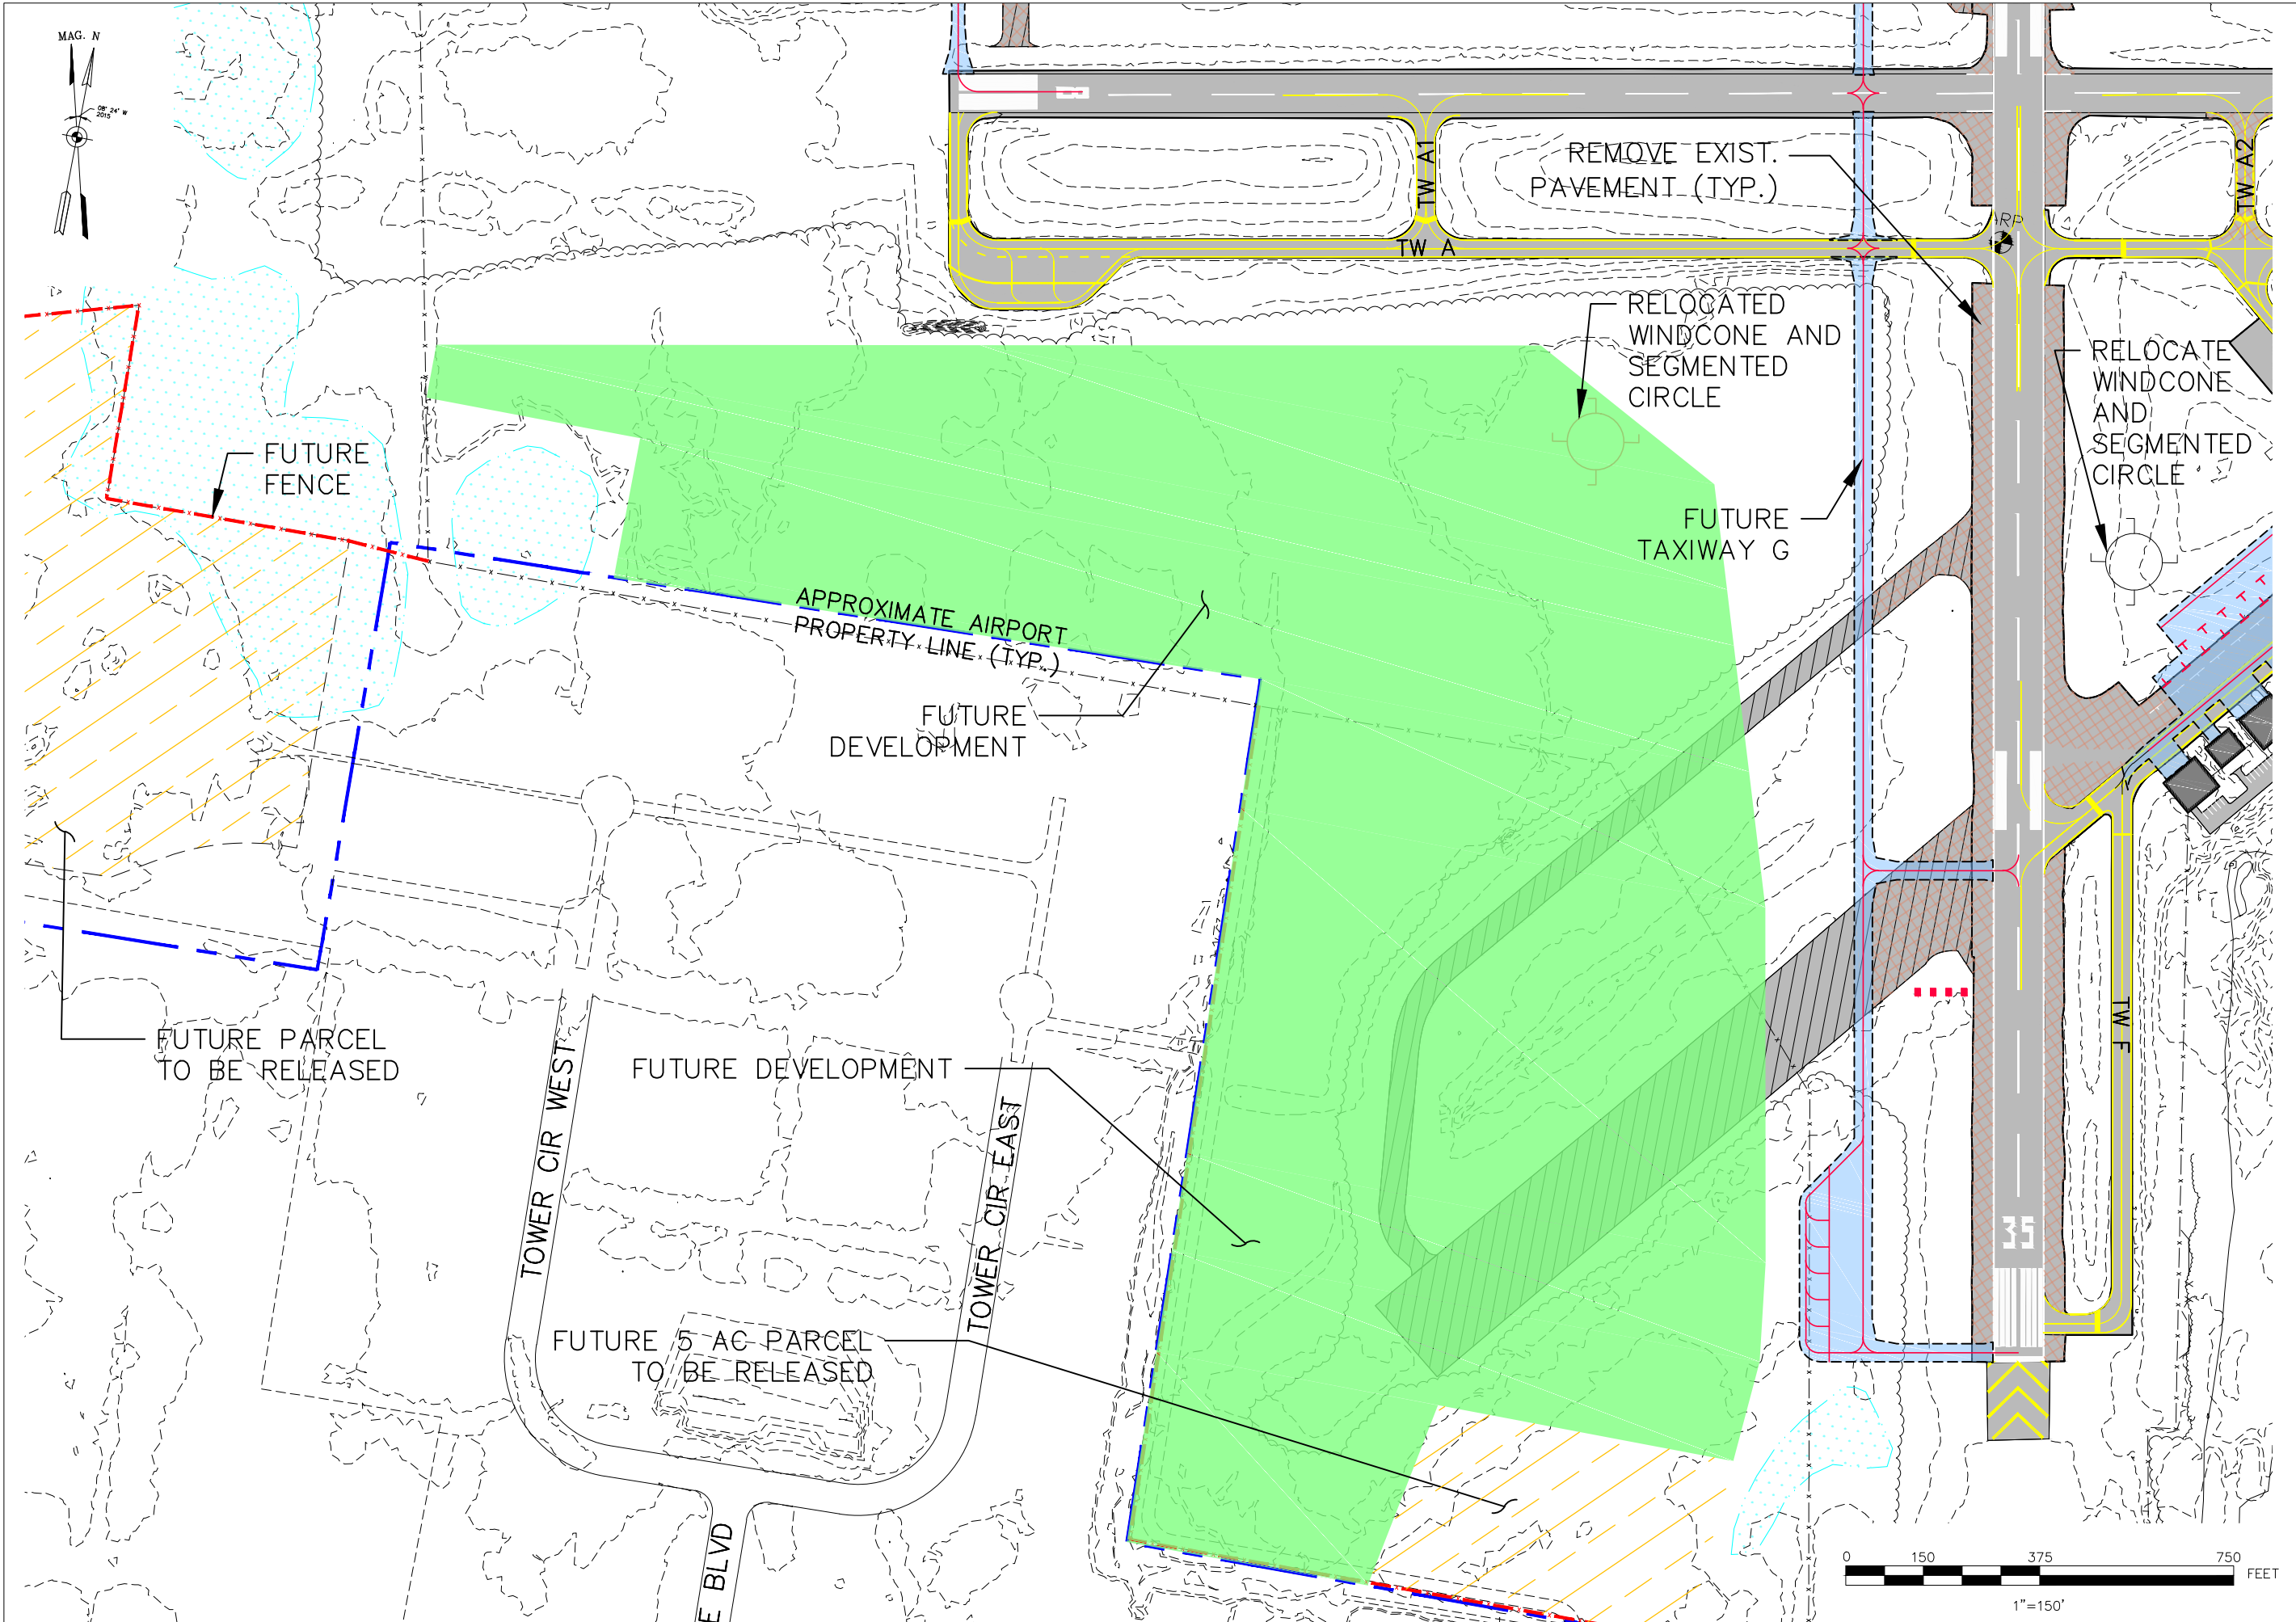 MAG. N
08° 24' W
2015
TW A1
TW A2
REMOVE EXIST.
PAVEMENT (TYP.)
TW A
ARP
RELOCATED
WINDCONE AND
SEGMENTED
CIRCLE
RELOCATE
WINDCONE
AND
SEGMENTED
CIRCLE
FUTURE
FENCE
FUTURE
TAXIWAY G
APPROXIMATE AIRPORT
PROPERTY LINE (TYP.)
FUTURE
DEVELOPMENT
FUTURE PARCEL
TO BE RELEASED
FUTURE DEVELOPMENT
TW F
TOWER CIR WEST
TOWER CIR EAST
35
FUTURE 5 AC PARCEL
TO BE RELEASED
E BLVD
0 150 375 750
FEET
1"=150'